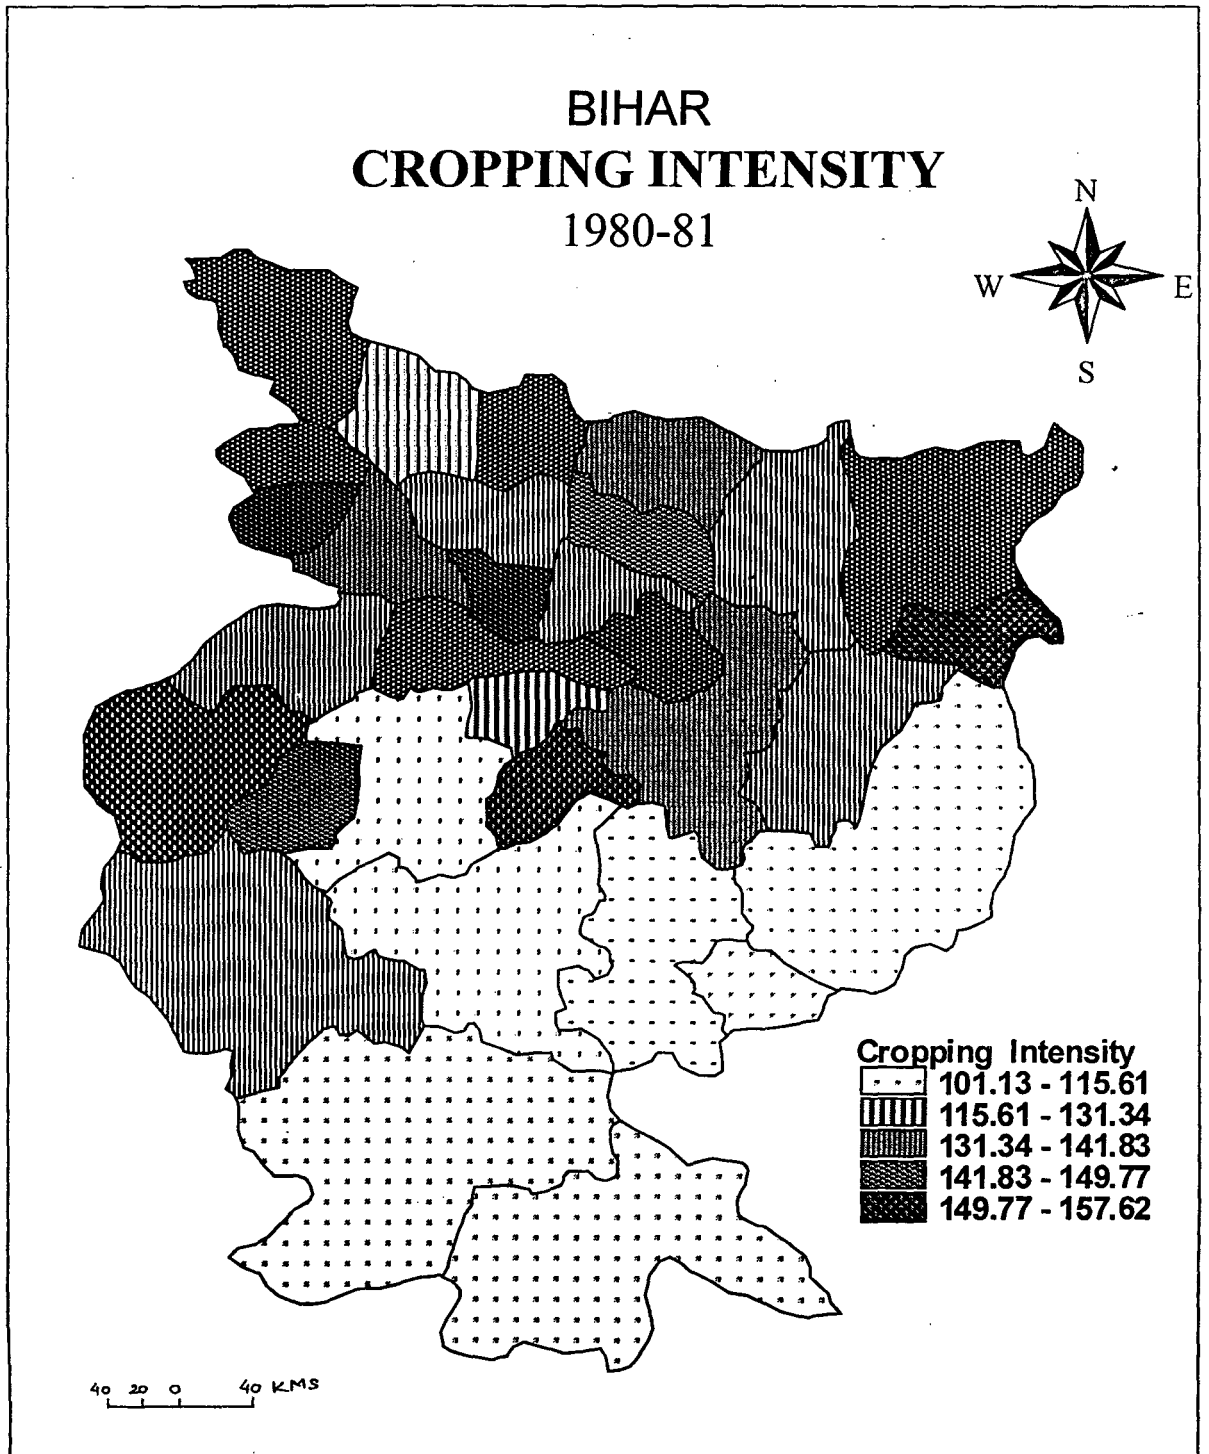 BIHAR
CROPPING INTENSITY
1980-81
N
W
E
S
Cropping Intensity
101.13 - 115.61
115.61 - 131.34
131.34 - 141.83
141.83 - 149.77
149.77 - 157.62
40 20 0 40 KMS